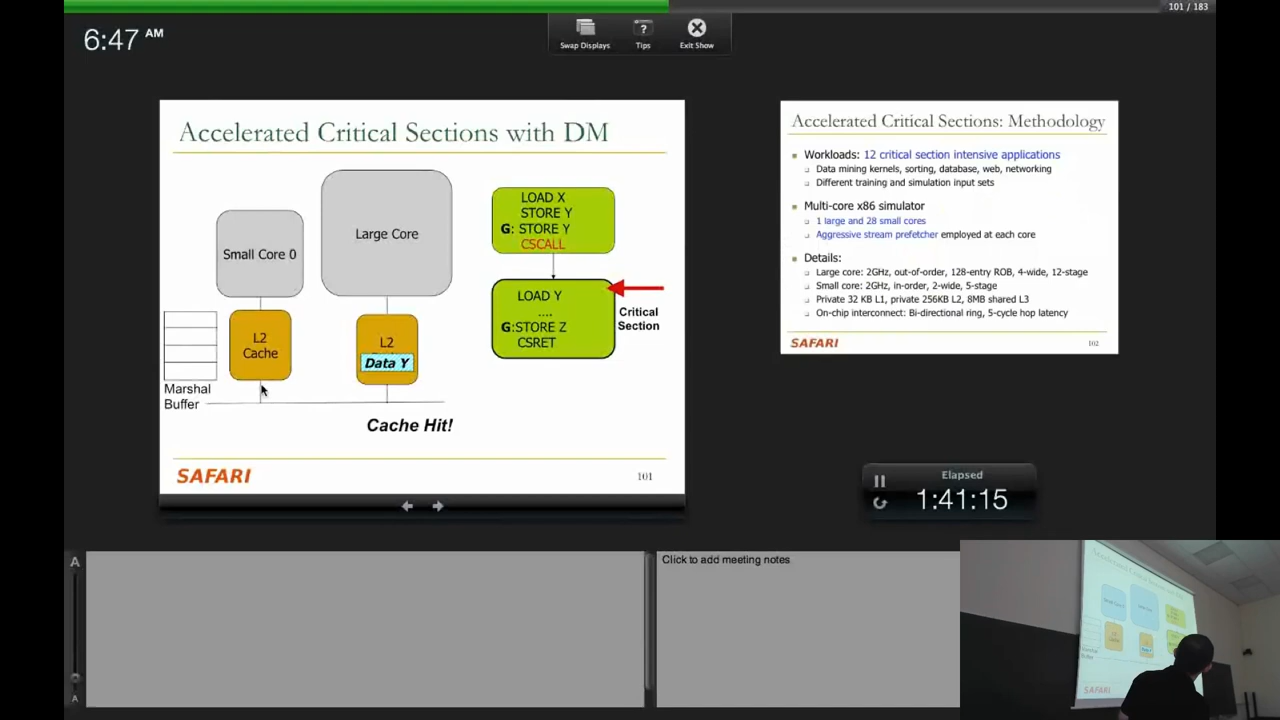 101 / 183
6:47 AM
Swap Displays
Tips
Exit Show
Accelerated Critical Sections with DM
Small Core 0
Large Core
LOAD X
STORE Y
G: STORE Y
CSCALL
LOAD Y
....
G:STORE Z
CSRET
Critical
Section
L2
Cache
L2
Data Y
Marshal
Buffer
Cache Hit!
SAFARI
101
Accelerated Critical Sections: Methodology
Workloads: 12 critical section intensive applications
Data mining kernels, sorting, database, web, networking
Different training and simulation input sets
Multi-core x86 simulator
1 large and 28 small cores
Aggressive stream prefetcher employed at each core
Details:
Large core: 2GHz, out-of-order, 128-entry ROB, 4-wide, 12-stage
Small core: 2GHz, in-order, 2-wide, 5-stage
Private 32 KB L1, private 256KB L2, 8MB shared L3
On-chip interconnect: Bi-directional ring, 5-cycle hop latency
SAFARI
102
Elapsed
1:41:15
A
A
Click to add meeting notes
Accelerated Critical Sections with DM
SAFARI